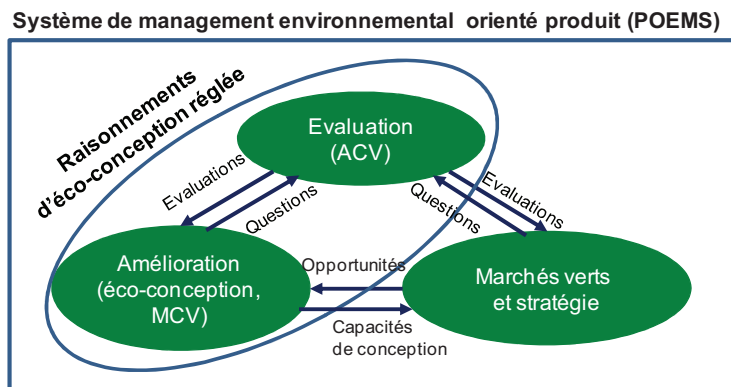 Système de management environnemental orienté produit (POEMS)
Raisonnements
d'éco-conception réglée
Evaluation
(ACV)
Evaluations
Questions
Evaluations
Questions
Amélioration
(éco-conception,
MCV)
Opportunités
Capacités
de conception
Marchés verts
et stratégie